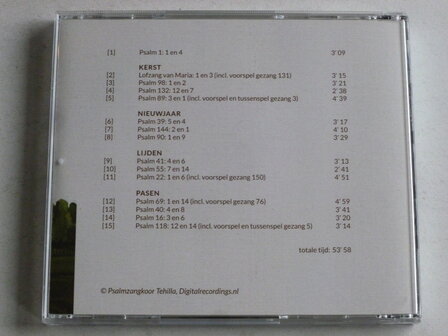 [1] Psalm 1: 1 en 4 3' 09
KERST
[2] Lofzang van Maria: 1 en 3 (incl. voorspel gezang 131) 3' 15
[3] Psalm 98: 1 en 2 3' 21
[4] Psalm 132: 12 en 7 2' 38
[5] Psalm 89: 3 en 1 (incl. voorspel en tussenspel gezang 3) 4' 39
NIEUWJAAR
[6] Psalm 39: 5 en 4 3' 17
[7] Psalm 144: 2 en 1 4' 10
[8] Psalm 90: 1 en 9 3' 29
LIJDEN
[9] Psalm 41: 4 en 6 3' 13
[10] Psalm 55: 7 en 14 2' 41
[11] Psalm 22: 1 en 6 (incl. voorspel gezang 150) 4' 51
PASEN
[12] Psalm 69: 1 en 14 (incl. voorspel gezang 76) 4' 59
[13] Psalm 40: 4 en 8 3' 41
[14] Psalm 16: 3 en 6 3' 20
[15] Psalm 118: 12 en 14 (incl. voorspel en tussenspel gezang 5) 3' 14
totale tijd: 53' 58
© Psalmzangkoor Tehilla, Digitalrecordings.nl